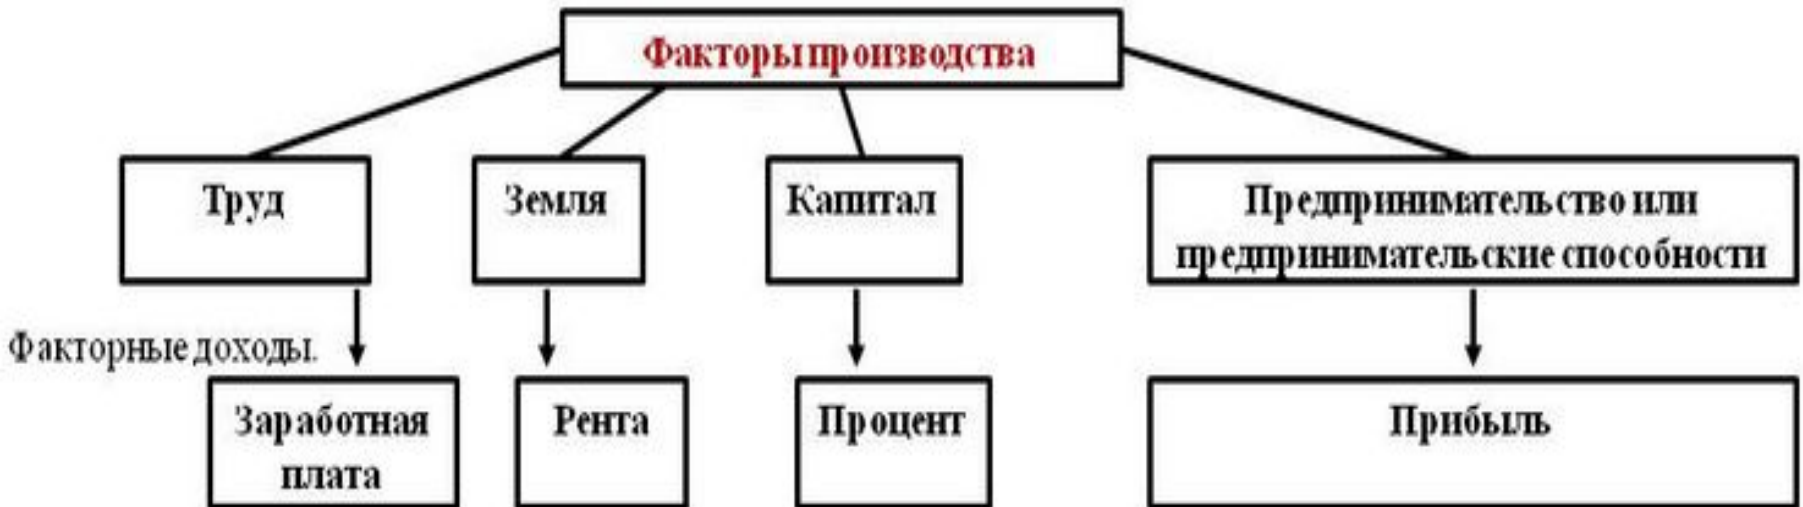 Факторы производства
Труд
Земля
Капитал
Предпринимательство или
предпринимательские способности
Факторные доходы.
Заработная
плата
Рента
Процент
Прибыль